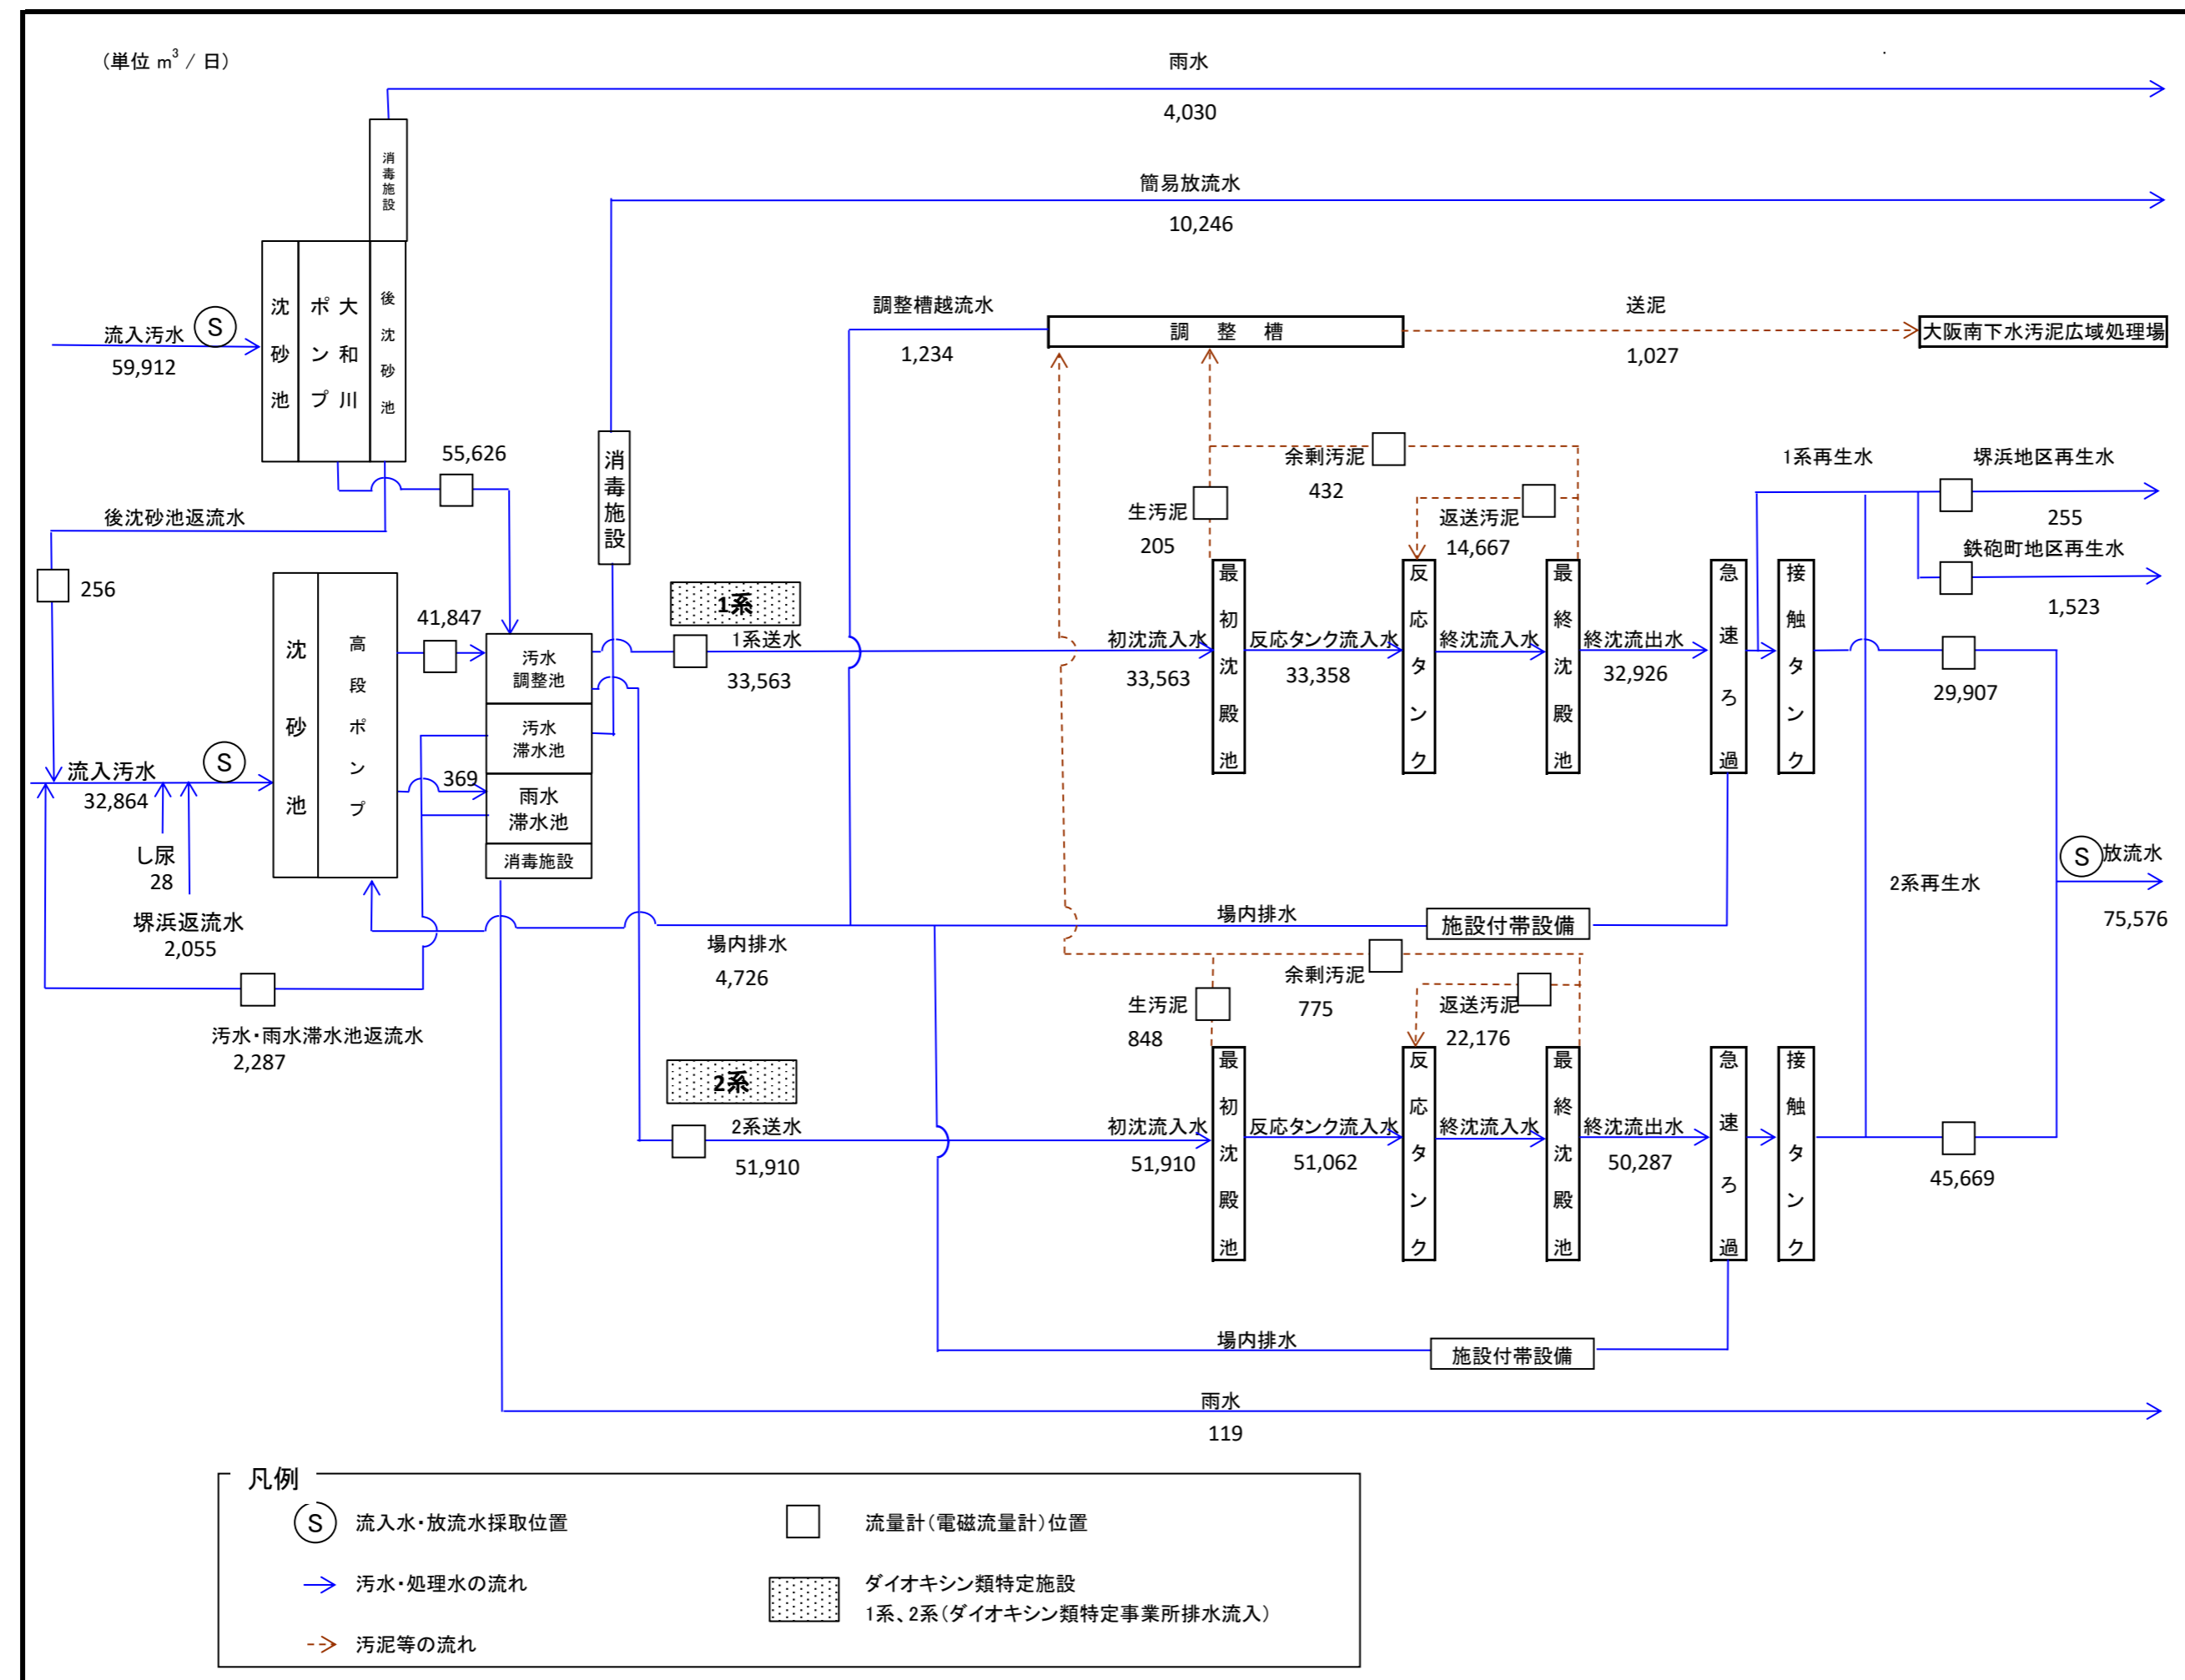 （単位 m³ / 日）
雨水
4,030
消毒施設
簡易放流水
10,246
沈砂池
大和川ポンプ
後沈砂池
流入汚水
S
59,912
調整槽越流水
1,234
調整槽
送泥
1,027
大阪南下水汚泥広域処理場
55,626
消毒施設
後沈砂池返流水
256
余剰汚泥
432
生汚泥
205
返送汚泥
14,667
1系再生水
堺浜地区再生水
255
鉄砲町地区再生水
1,523
沈砂池
高段ポンプ
41,847
汚水調整池
汚水滞水池
369
雨水滞水池
消毒施設
1系
1系送水
33,563
初沈流入水
33,563
最初沈殿池
反応タンク流入水
33,358
反応タンク
終沈流入水
最終沈殿池
終沈流出水
32,926
急速ろ過
接触タンク
29,907
流入汚水
32,864
S
し尿
28
堺浜返流水
2,055
汚水・雨水滞水池返流水
2,287
場内排水
4,726
場内排水
施設付帯設備
2系再生水
S
放流水
75,576
余剰汚泥
775
生汚泥
848
返送汚泥
22,176
2系
2系送水
51,910
初沈流入水
51,910
最初沈殿池
反応タンク流入水
51,062
反応タンク
終沈流入水
最終沈殿池
終沈流出水
50,287
急速ろ過
接触タンク
45,669
場内排水
施設付帯設備
雨水
119
凡例
S 流入水・放流水採取位置
流量計（電磁流量計）位置
汚水・処理水の流れ
ダイオキシン類特定施設
1系、2系（ダイオキシン類特定事業所排水流入）
汚泥等の流れ